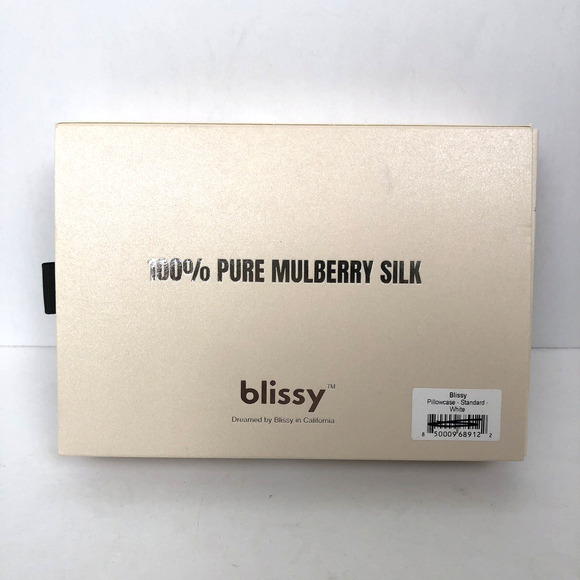 100% PURE MULBERRY SILK
blissy™
Dreamed by Blissy in California
Blissy
Pillowcase - Standard -
White
8 50009 68912 2